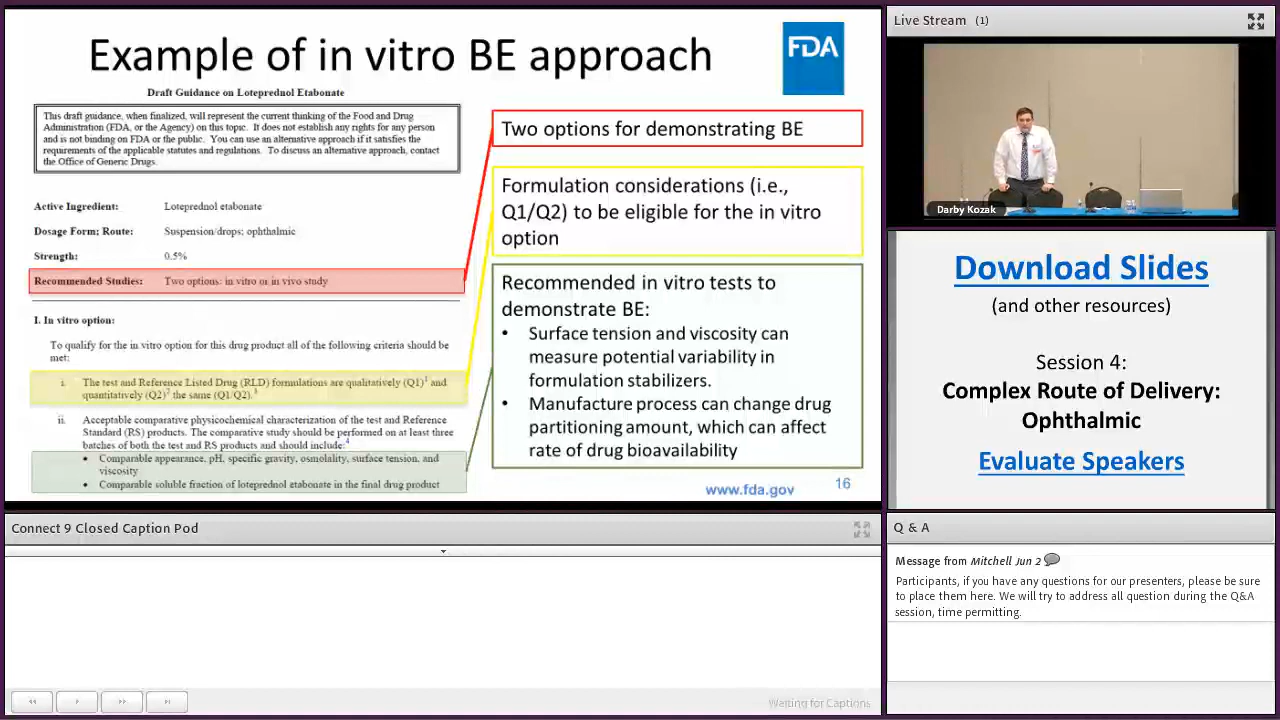 Example of in vitro BE approach
FDA
Draft Guidance on Loteprednol Etabonate
This draft guidance, when finalized, will represent the current thinking of the Food and Drug
Administration (FDA, or the Agency) on this topic. It does not establish any rights for any person
and is not binding on FDA or the public. You can use an alternative approach if it satisfies the
requirements of the applicable statutes and regulations. To discuss an alternative approach, contact
the Office of Generic Drugs.
Active Ingredient: Loteprednol etabonate
Dosage Form; Route: Suspension/drops; ophthalmic
Strength: 0.5%
Recommended Studies: Two options: in vitro or in vivo study
I. In vitro option:
To qualify for the in vitro option for this drug product all of the following criteria should be
met:
i. The test and Reference Listed Drug (RLD) formulations are qualitatively (Q1)1 and
quantitatively (Q2)2 the same (Q1/Q2).3
ii. Acceptable comparative physicochemical characterization of the test and Reference
Standard (RS) products. The comparative study should be performed on at least three
batches of both the test and RS products and should include:4
• Comparable appearance, pH, specific gravity, osmolality, surface tension, and
viscosity
• Comparable soluble fraction of loteprednol etabonate in the final drug product
Two options for demonstrating BE
Formulation considerations (i.e.,
Q1/Q2) to be eligible for the in vitro
option
Recommended in vitro tests to
demonstrate BE:
• Surface tension and viscosity can
measure potential variability in
formulation stabilizers.
• Manufacture process can change drug
partitioning amount, which can affect
rate of drug bioavailability
www.fda.gov
16
Live Stream (1)
Darby Kozak
Download Slides
(and other resources)
Session 4:
Complex Route of Delivery:
Ophthalmic
Evaluate Speakers
Connect 9 Closed Caption Pod
Waiting for Captions
Q & A
Message from Mitchell Jun 2
Participants, if you have any questions for our presenters, please be sure
to place them here. We will try to address all question during the Q&A
session, time permitting.